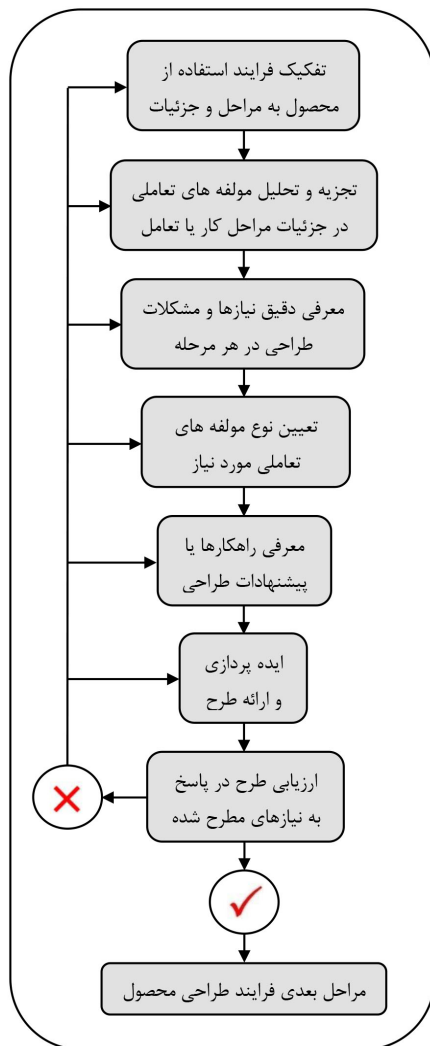 تفکیک فرایند استفاده از
محصول به مراحل و جزئیات
تجزیه و تحلیل مولفه های تعاملی
در جزئیات مراحل کار یا تعامل
معرفی دقیق نیازها و مشکلات
طراحی در هر مرحله
تعیین نوع مولفه های
تعاملی مورد نیاز
معرفی راهکارها یا
پیشنهادات طراحی
ایده پردازی
و ارائه طرح
ارزیابی طرح در پاسخ
به نیازهای مطرح شده
مراحل بعدی فرایند طراحی محصول